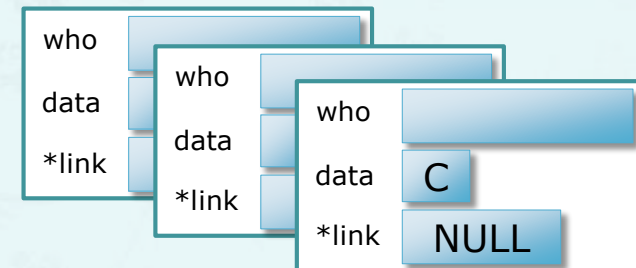 who
data
*link
who
data
*link
who
data C
*link NULL